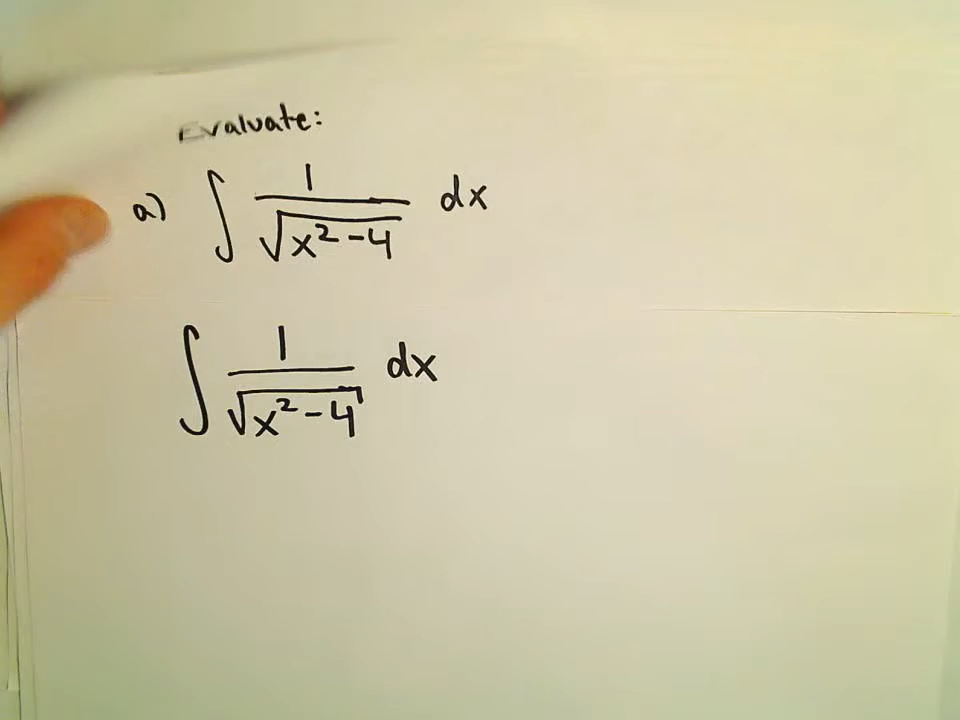 Evaluate:
a) ∫ 1/√(x²-4) dx
∫ 1/√(x²-4) dx